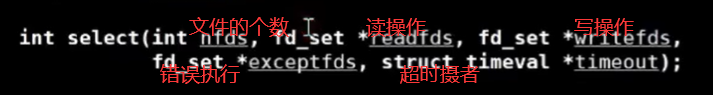 文件的个数 读操作 写操作
int select(int nfds, fd_set *readfds, fd_set *writefds,
fd_set *exceptfds, struct timeval *timeout);
错误执行 超时摄者